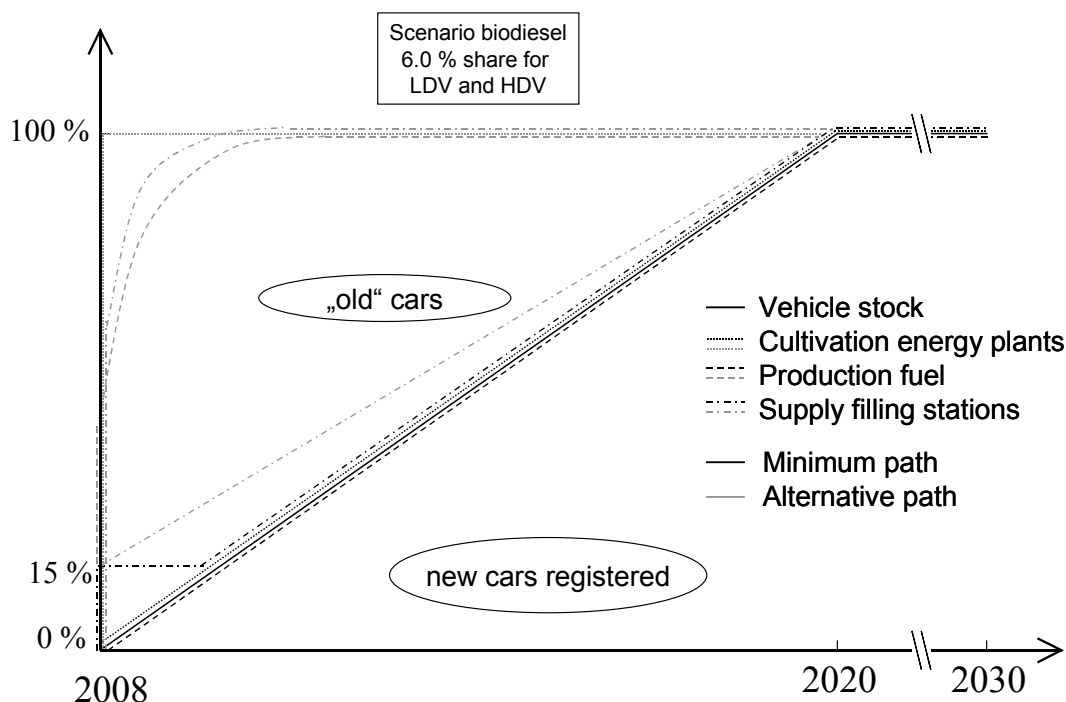 Scenario biodiesel
6.0 % share for
LDV and HDV
100 %
„old“ cars
Vehicle stock
Cultivation energy plants
Production fuel
Supply filling stations
Minimum path
Alternative path
15 %
new cars registered
0 %
2008
2020
2030